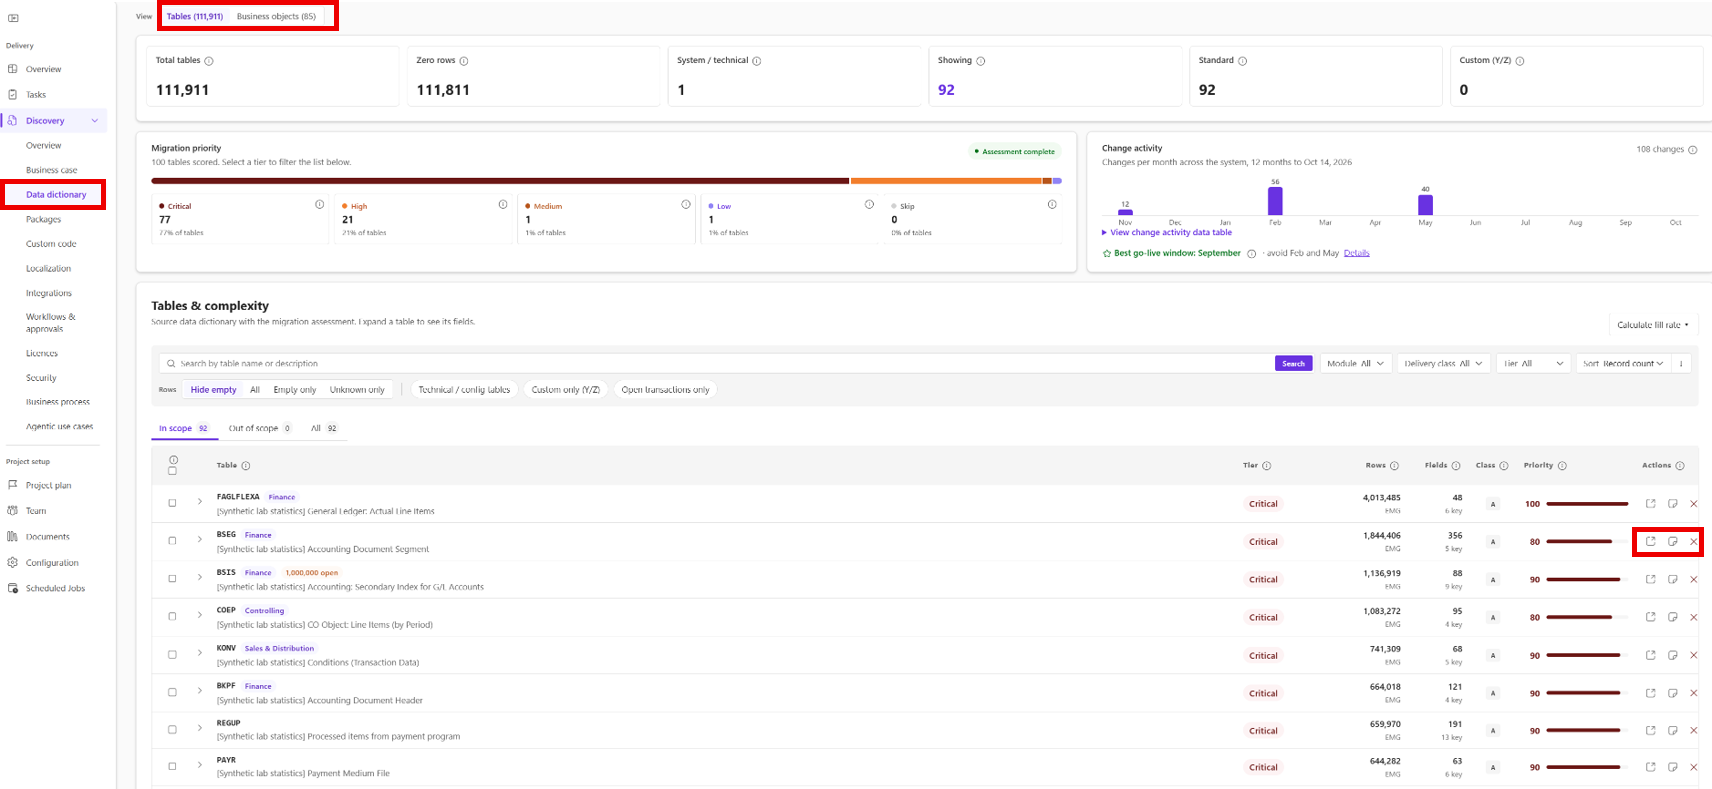 View Tables (111,911) Business objects (85)
Delivery
Overview
Tasks
Discovery
Overview
Business case
Data dictionary
Packages
Custom code
Localization
Integrations
Workflows &
approvals
Licences
Security
Business process
Agentic use cases
Project setup
Project plan
Team
Documents
Configuration
Scheduled Jobs
Total tables
111,911
Zero rows
111,811
System / technical
1
Showing
92
Standard
92
Custom (Y/Z)
0
Migration priority
100 tables scored. Select a tier to filter the list below.
Assessment complete
Critical
77
77% of tables
High
21
21% of tables
Medium
1
1% of tables
Low
1
1% of tables
Skip
0
0% of tables
Change activity
Changes per month across the system, 12 months to Oct 14, 2026
108 changes
12 56 40
Nov Dec Jan Feb Mar Apr May Jun Jul Aug Sep Oct
View change activity data table
Best go-live window: September · avoid Feb and May Details
Tables & complexity
Source data dictionary with the migration assessment. Expand a table to see its fields.
Calculate fill rate
Search by table name or description
Search
Module All
Delivery class All
Tier All
Sort Record count ↓
Rows Hide empty All Empty only Unknown only Technical / config tables Custom only (Y/Z) Open transactions only
In scope 92 Out of scope 0 All 92
Table Tier Rows Fields Class Priority Actions
FAGLFLEXA Finance
[Synthetic lab statistics] General Ledger: Actual Line Items
Critical 4,013,485 48 A 100
EMG 6 key
BSEG Finance
[Synthetic lab statistics] Accounting Document Segment
Critical 1,844,406 356 A 80
EMG 5 key
BSIS Finance 1,000,000 open
[Synthetic lab statistics] Accounting: Secondary Index for G/L Accounts
Critical 1,136,919 88 A 90
EMG 9 key
COEP Controlling
[Synthetic lab statistics] CO Object: Line Items (by Period)
Critical 1,083,272 95 A 80
EMG 4 key
KONV Sales & Distribution
[Synthetic lab statistics] Conditions (Transaction Data)
Critical 741,309 68 A 90
EMG 5 key
BKPF Finance
[Synthetic lab statistics] Accounting Document Header
Critical 664,018 121 A 90
EMG 4 key
REGUP
[Synthetic lab statistics] Processed items from payment program
Critical 659,970 191 A 90
EMG 13 key
PAYR
[Synthetic lab statistics] Payment Medium File
Critical 644,282 63 A 90
EMG 6 key